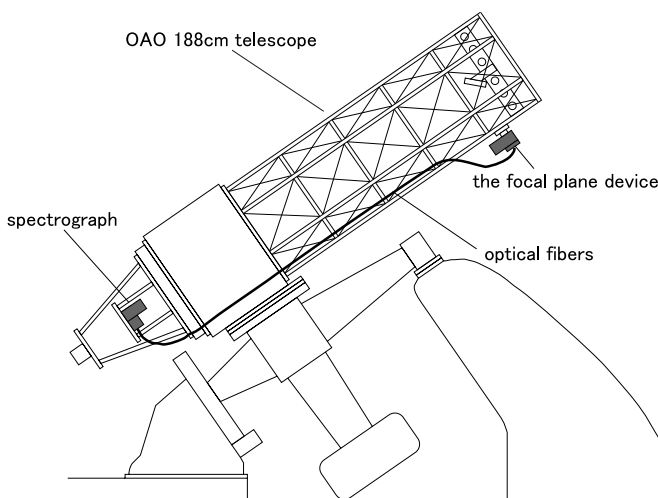 OAO 188cm telescope
the focal plane device
spectrograph
optical fibers